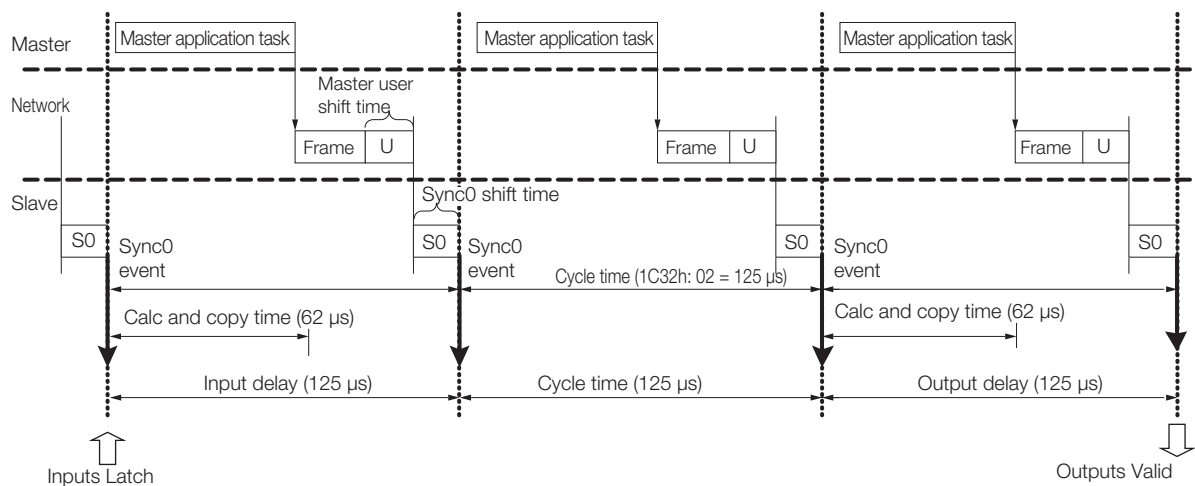 Master
Master application task
Master application task
Master application task
Network
Master user
shift time
Frame
U
Frame
U
Frame
U
Slave
Sync0 shift time
S0
Sync0
event
S0
Sync0
event
S0
Sync0
event
S0
Cycle time (1C32h: 02 = 125 μs)
Calc and copy time (62 μs)
Calc and copy time (62 μs)
Input delay (125 μs)
Cycle time (125 μs)
Output delay (125 μs)
Inputs Latch
Outputs Valid